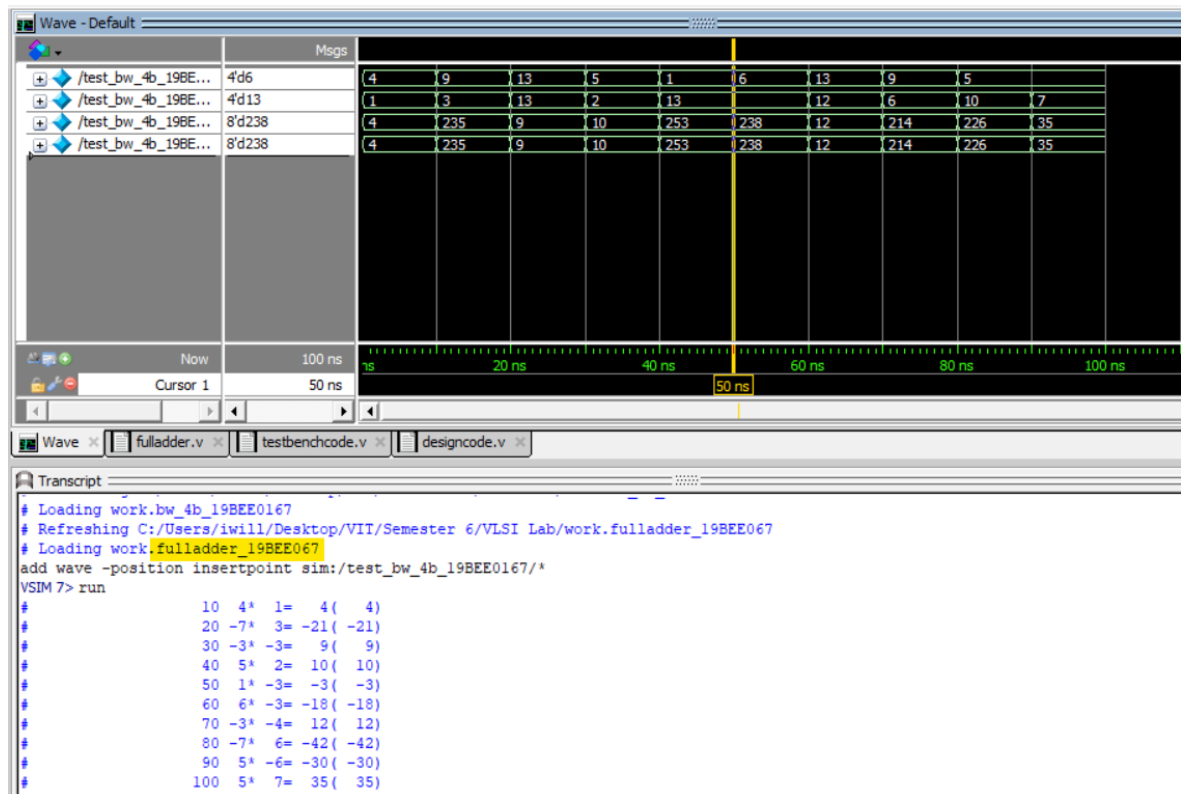 Wave - Default
Msgs
/test_bw_4b_19BE... 4'd6 4 9 13 5 1 6 13 9 5
/test_bw_4b_19BE... 4'd13 1 3 13 2 13 12 6 10 7
/test_bw_4b_19BE... 8'd238 4 235 9 10 253 238 12 214 226 35
/test_bw_4b_19BE... 8'd238 4 235 9 10 253 238 12 214 226 35
Now 100 ns ns 20 ns 40 ns 60 ns 80 ns 100 ns
Cursor 1 50 ns 50 ns
Wave fulladder.v testbenchcode.v designcode.v
Transcript
# Loading work.bw_4b_19BEE0167
# Refreshing C:/Users/iwill/Desktop/VIT/Semester 6/VLSI Lab/work.fulladder_19BEE067
# Loading work.fulladder_19BEE067
add wave -position insertpoint sim:/test_bw_4b_19BEE0167/*
VSIM 7> run
# 10 4* 1= 4( 4)
# 20 -7* 3= -21( -21)
# 30 -3* -3= 9( 9)
# 40 5* 2= 10( 10)
# 50 1* -3= -3( -3)
# 60 6* -3= -18( -18)
# 70 -3* -4= 12( 12)
# 80 -7* 6= -42( -42)
# 90 5* -6= -30( -30)
# 100 5* 7= 35( 35)